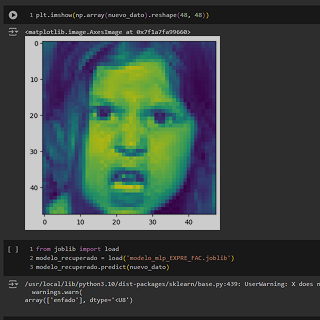 1 plt.imshow(np.array(nuevo_dato).reshape(48, 48))
<matplotlib.image.AxesImage at 0x7f1a7fa99660>
0
10
20
30
40
0 10 20 30 40
[ ] 1 from joblib import load
2 modelo_recuperado = load('modelo_mlp_EXPRE_FAC.joblib')
3 modelo_recuperado.predict(nuevo_dato)
/usr/local/lib/python3.10/dist-packages/sklearn/base.py:439: UserWarning: X does n
warnings.warn(
array(['enfado'], dtype='<U8')